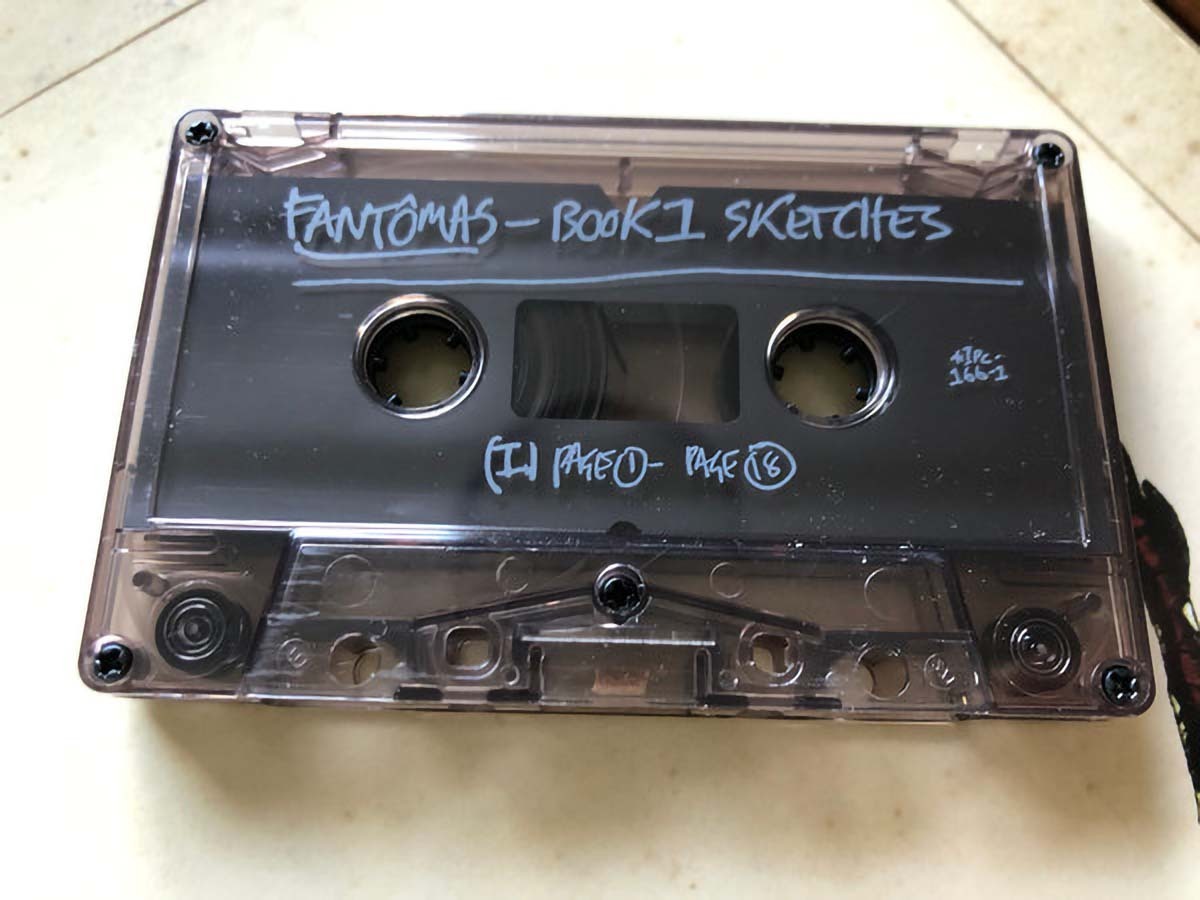 FANTÔMAS – BOOK 1 SKETCHES
IPC-
166-1
(I) PAGE 1 – PAGE 18